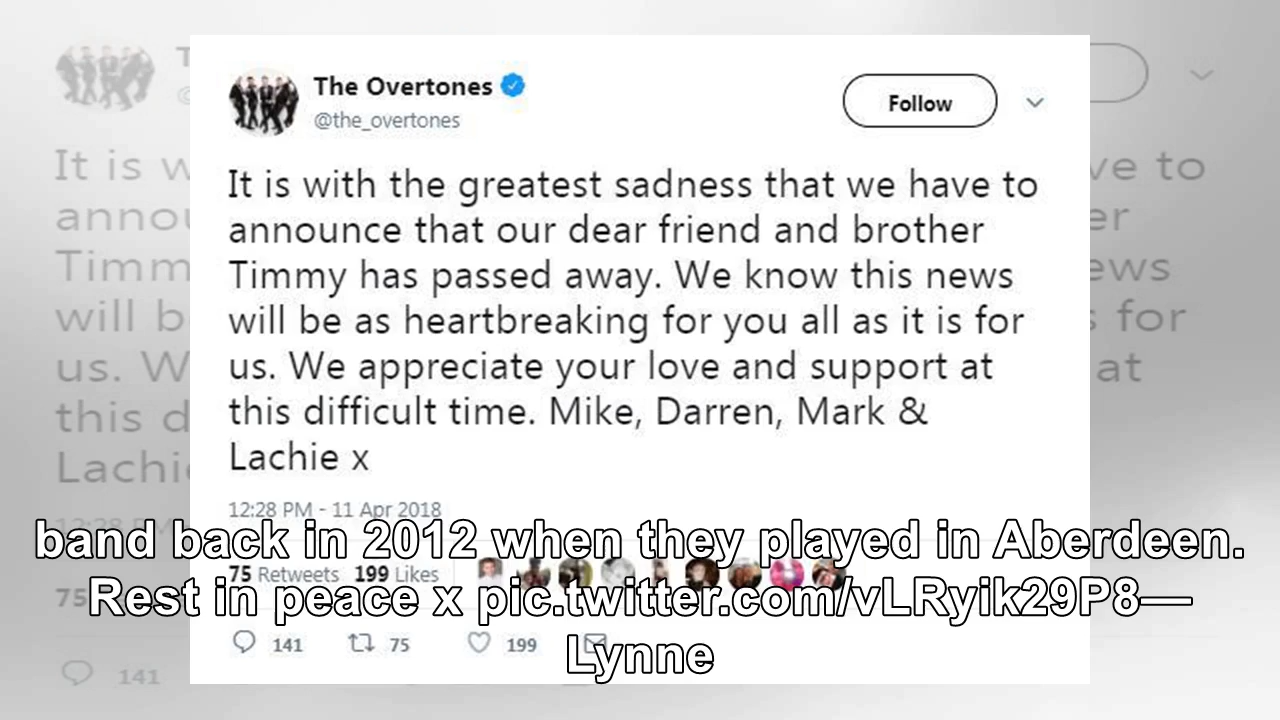 The Overtones
@the_overtones
Follow
It is with the greatest sadness that we have to
announce that our dear friend and brother
Timmy has passed away. We know this news
will be as heartbreaking for you all as it is for
us. We appreciate your love and support at
this difficult time. Mike, Darren, Mark &
Lachie x
12:28 PM - 11 Apr 2018
band back in 2012 when they played in Aberdeen.
75 Retweets 199 Likes
Rest in peace x pic.twitter.com/vLRyik29P8—
141 75 199
Lynne